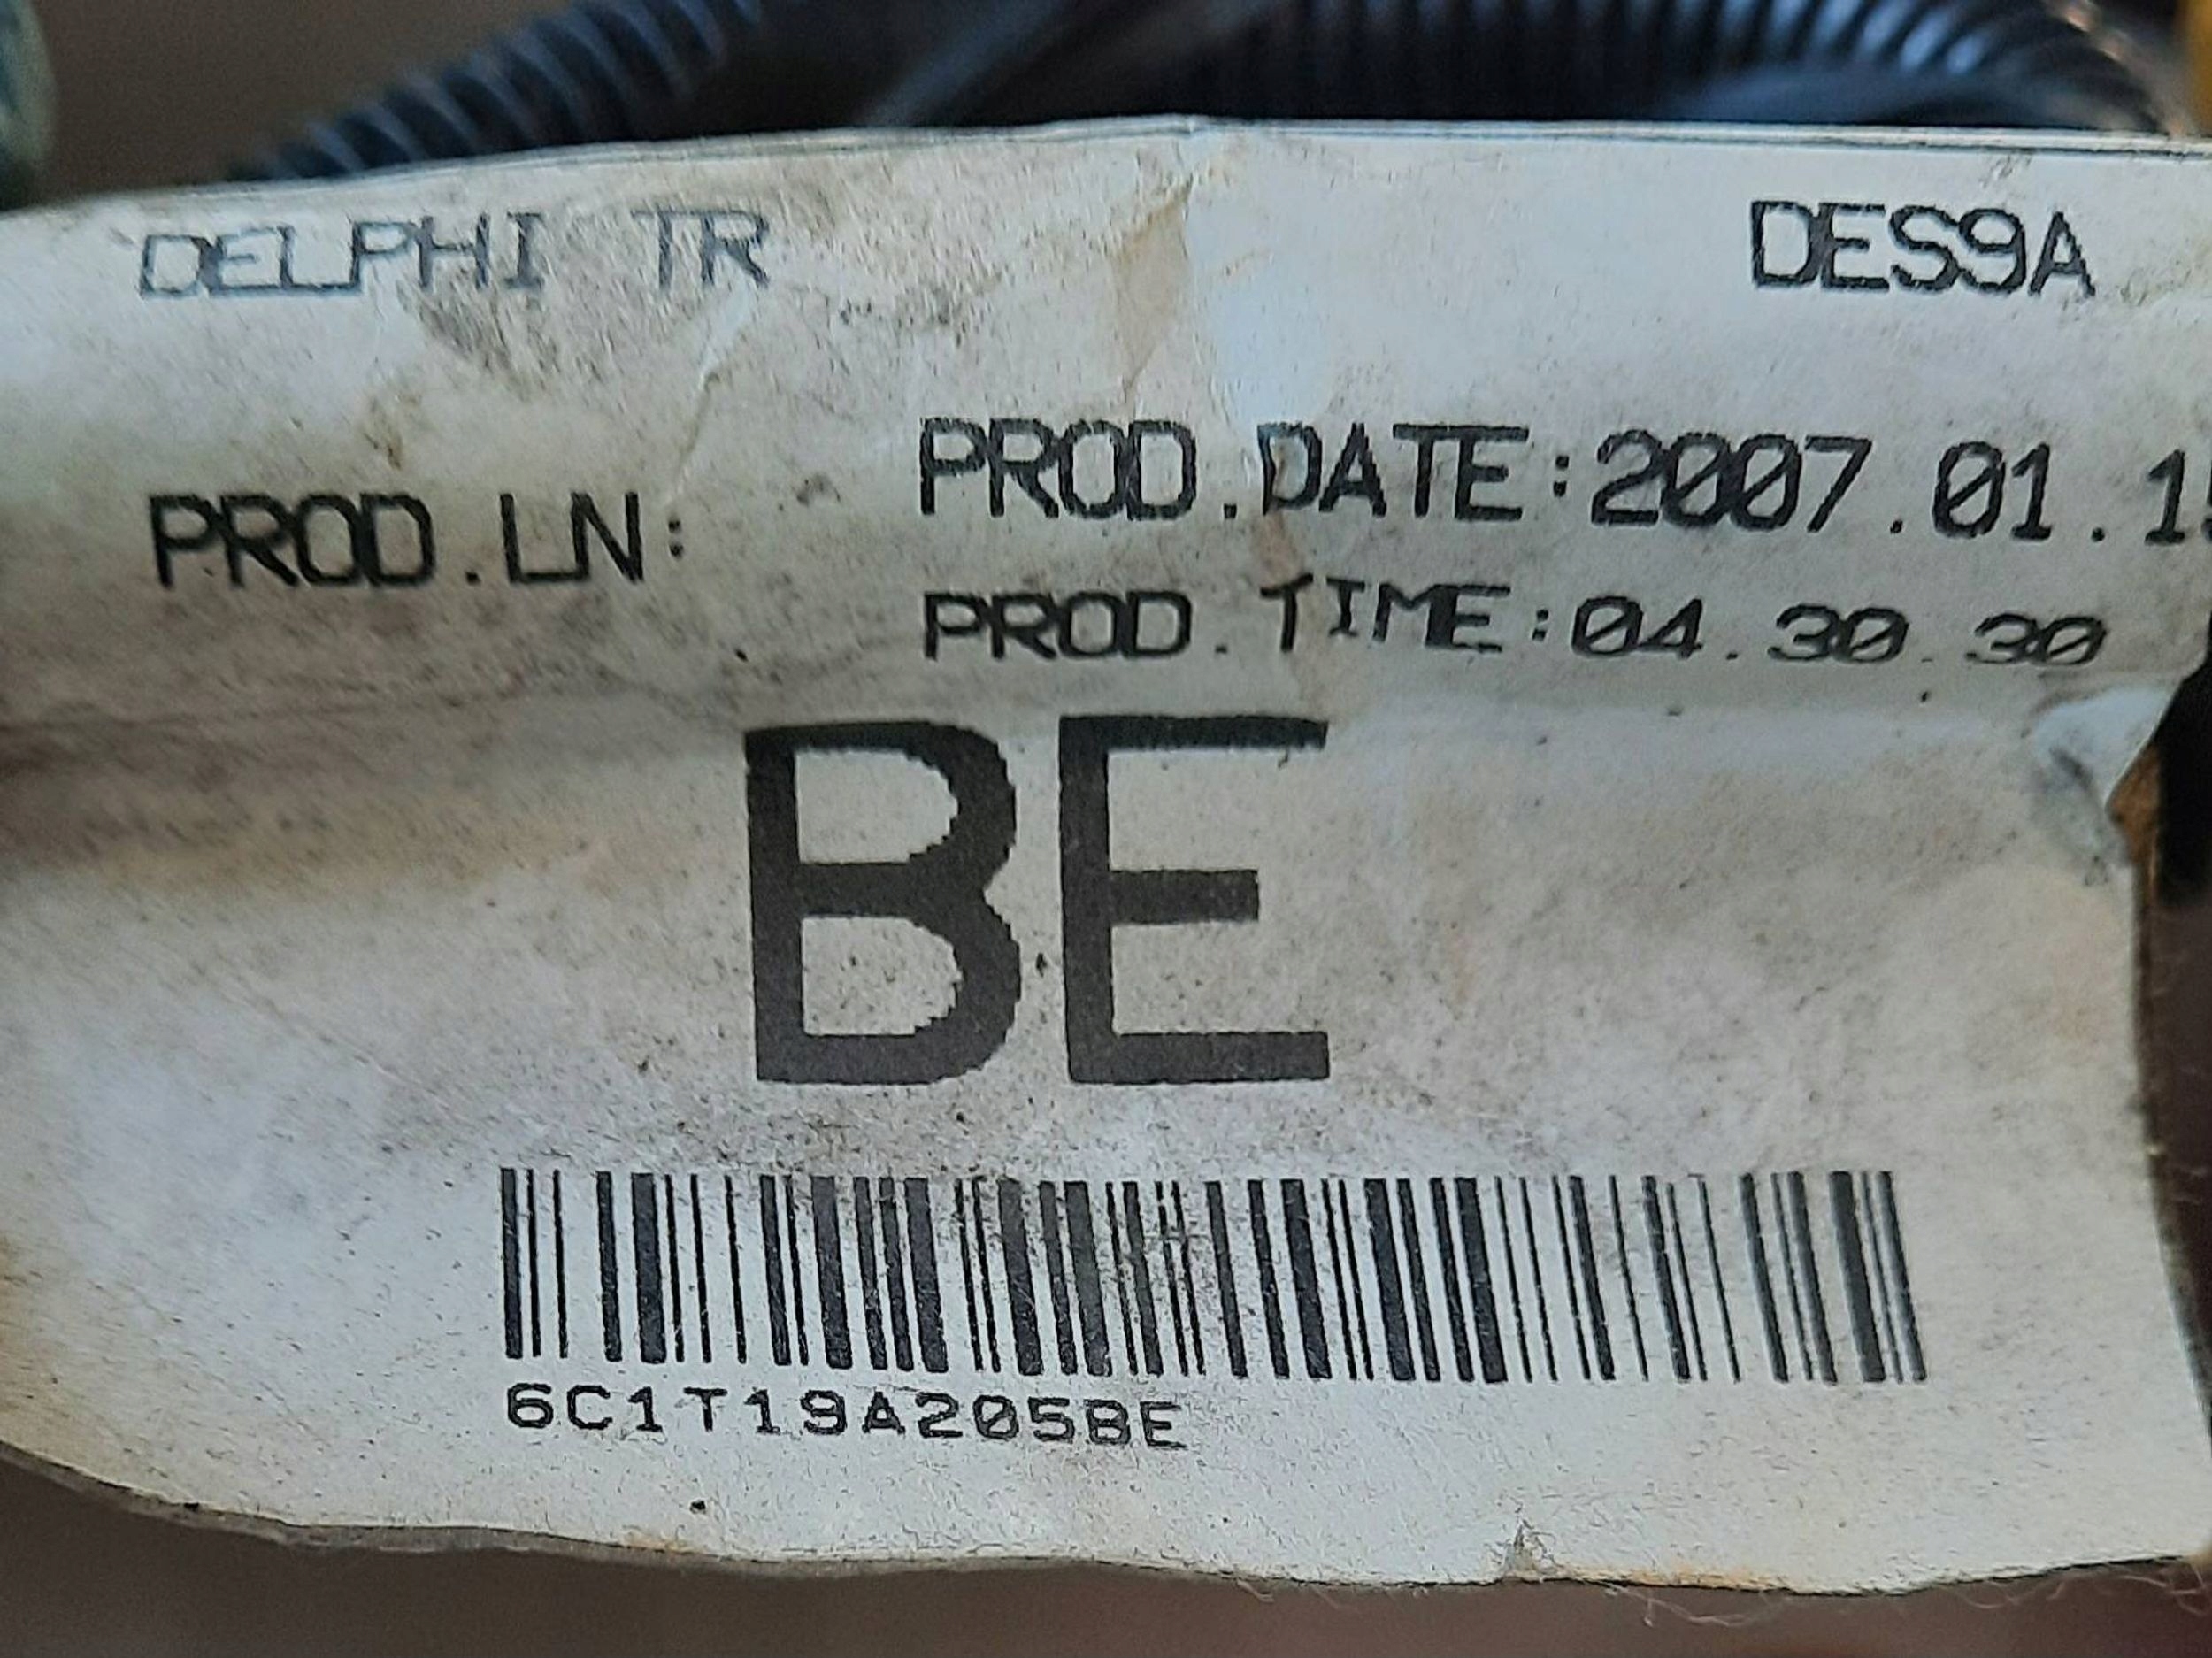 DELPHI TR DES9A
PROD.LN: PROD.DATE:2007.01.1
PROD.TIME:04.30.30
BE
6C1T19A205BE